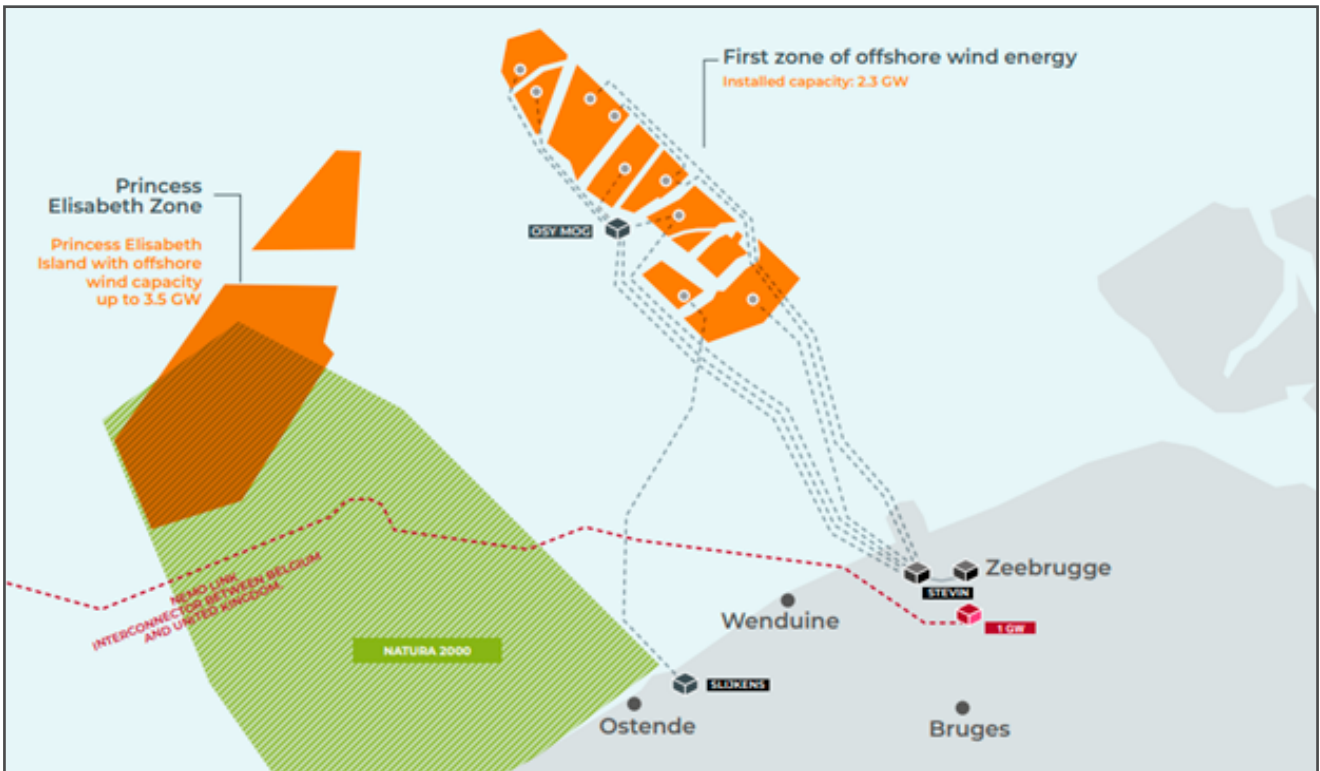 First zone of offshore wind energy
Installed capacity: 2.3 GW
Princess
Elisabeth Zone
Princess Elisabeth
Island with offshore
wind capacity
up to 3.5 GW
OSY MOG
NEMO LINK
INTERCONNECTOR BETWEEN BELGIUM
AND UNITED KINGDOM
NATURA 2000
Zeebrugge
STEVIN
1 GW
Wenduine
SLIJKENS
Ostende
Bruges